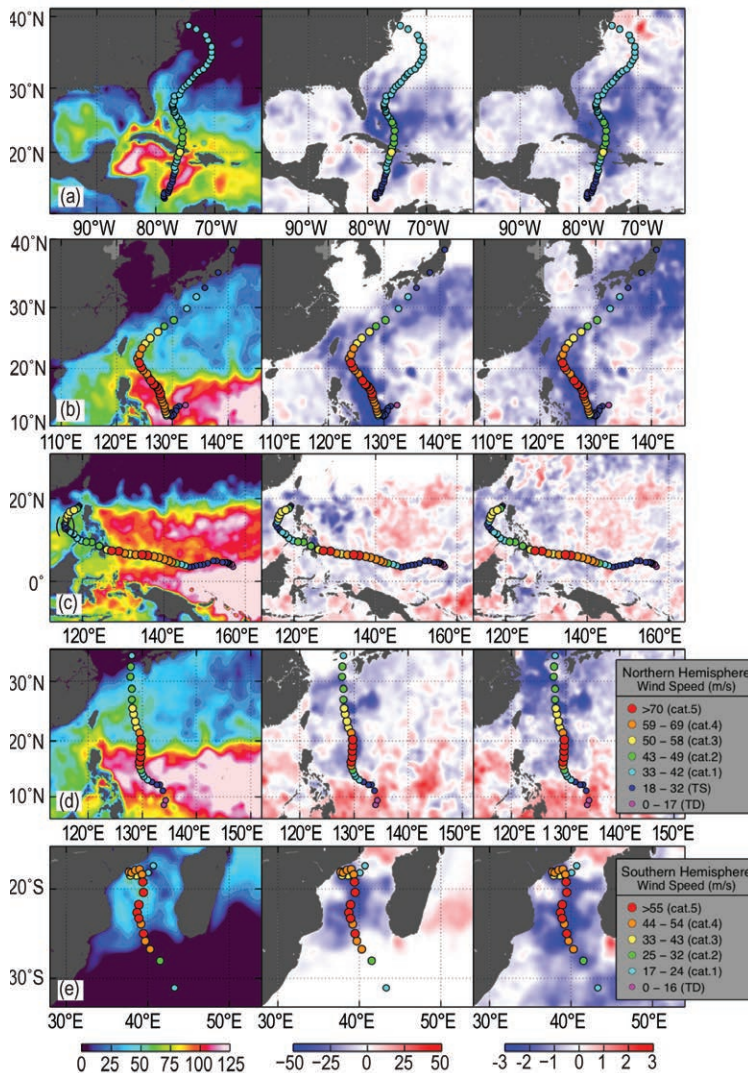 40°N
30°N
20°N
(a)
90°W 80°W 70°W 90°W 80°W 70°W 90°W 80°W 70°W
40°N
30°N
20°N
10°N
(b)
110°E 120°E 130°E 140°E 110°E 120°E 130°E 140°E 110°E 120°E 130°E 140°E
20°N
0°
(c)
120°E 140°E 160°E 120°E 140°E 160°E 120°E 140°E 160°E
30°N
20°N
10°N
(d)
120°E 130°E 140°E 150°E 120°E 130°E 140°E 150°E 120°E 130°E 140°E 150°E
Northern Hemisphere
Wind Speed (m/s)
>70 (cat.5)
59 – 69 (cat.4)
50 – 58 (cat.3)
43 – 49 (cat.2)
33 – 42 (cat.1)
18 – 32 (TS)
0 – 17 (TD)
20°S
30°S
(e)
30°E 40°E 50°E 30°E 40°E 50°E 30°E 40°E 50°E
Southern Hemisphere
Wind Speed (m/s)
>55 (cat.5)
44 – 54 (cat.4)
33 – 43 (cat.3)
25 – 32 (cat.2)
17 – 24 (cat.1)
0 – 16 (TD)
0 25 50 75 100 125
−50 −25 0 25 50
−3 −2 −1 0 1 2 3